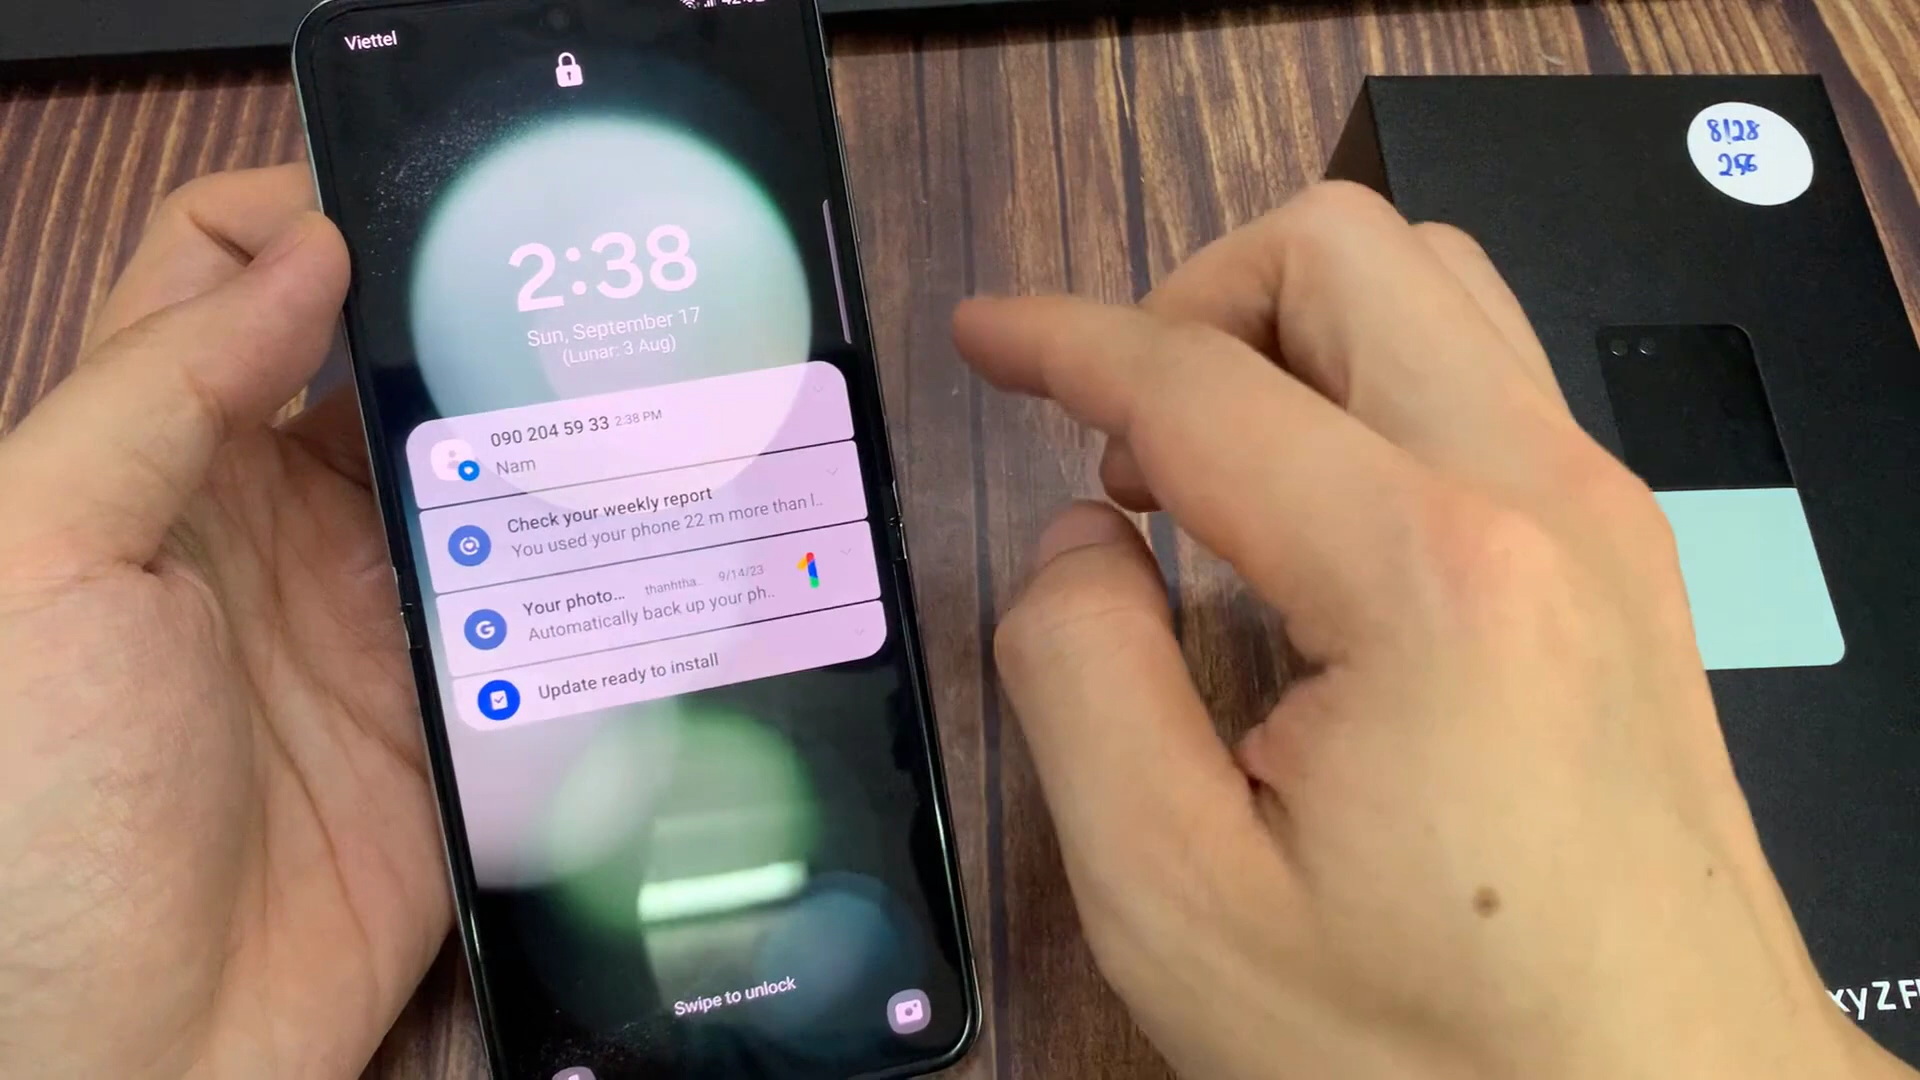 Viettel
2:38
Sun, September 17
(Lunar: 3 Aug)
090 204 59 33 2:38 PM
Nam
Check your weekly report
You used your phone 22 m more than l..
Your photo... thanhtha... 9/14/23
Automatically back up your ph..
Update ready to install
Swipe to unlock
8128
256
xy Z Fl